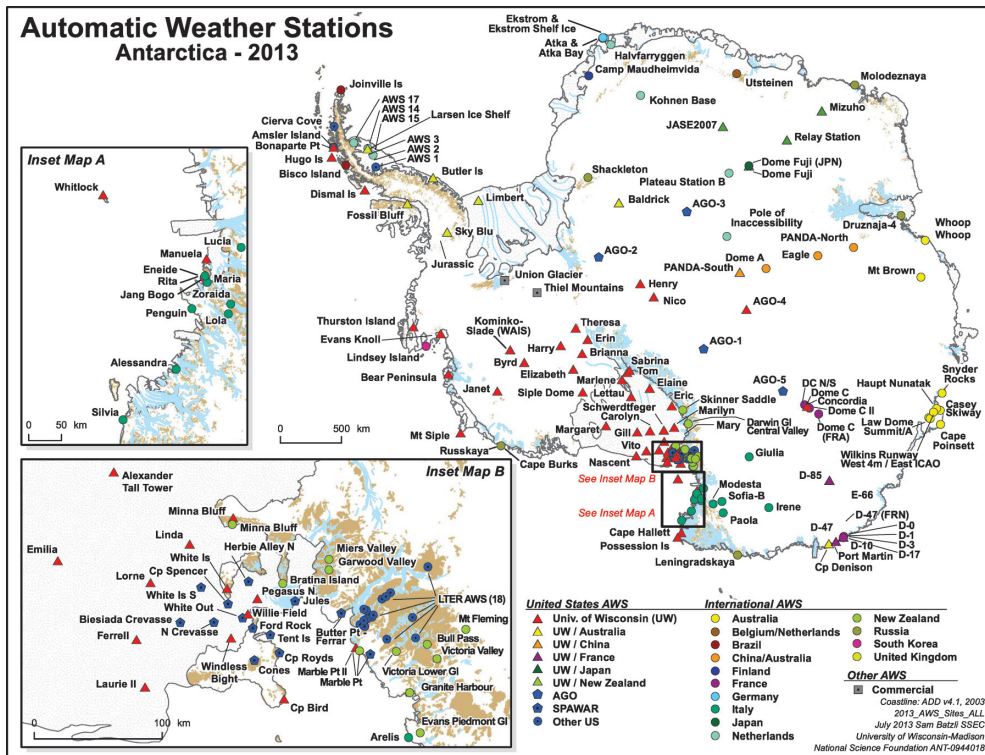 Automatic Weather Stations
Antarctica - 2013
Ekstrom &
Ekstrom Shelf Ice
Atka &
Atka Bay
Halvfarryggen
Camp Maudheimvida
Utsteinen
Molodeznaya
Kohnen Base
Mizuho
JASE2007
Relay Station
Dome Fuji (JPN)
Dome Fuji
Plateau Station B
Shackleton
Baldrick
AGO-3
Pole of
Inaccessibility
Druznaja-4
Whoop
Whoop
PANDA-North
Eagle
Dome A
PANDA-South
Mt Brown
AGO-2
Joinville Is
AWS 17
AWS 14
AWS 15
Larsen Ice Shelf
Cierva Cove
Amsler Island
Bonaparte Pt
AWS 3
AWS 2
AWS 1
Hugo Is
Bisco Island
Butler Is
Dismal Is
Limbert
Fossil Bluff
Sky Blu
Jurassic
Union Glacier
Thiel Mountains
Henry
Nico
AGO-4
Thurston Island
Evans Knoll
Lindsey Island
Bear Peninsula
Kominko-
Slade (WAIS)
Theresa
Harry
Erin
Brianna
Byrd
Elizabeth
Sabrina
Tom
Janet
Siple Dome
Marlene
Lettau
Elaine
Eric
AGO-1
AGO-5
Skinner Saddle
Marilyn
Schwerdtfeger
Carolyn
Mary
Darwin Gl
Central Valley
Margaret
Gill
Vito
Nascent
Mt Siple
Russkaya
Cape Burks
See Inset Map B
See Inset Map A
DC N/S
Dome C
Concordia
Dome C II
Dome C
(FRA)
Haupt Nunatak
Snyder
Rocks
Casey
Skiway
Law Dome
Summit/A
Cape
Poinsett
Wilkins Runway
West 4m / East ICAO
Giulia
D-85
Modesta
Sofia-B
Irene
Paola
E-66
D-47 (FRN)
D-47
D-0
D-1
D-3
D-10
D-17
Port Martin
Cp Denison
Cape Hallett
Possession Is
Leningradskaya
500 km
0
Inset Map A
Whitlock
Lucia
Manuela
Eneide
Rita
Maria
Jang Bogo
Zoraida
Penguin
Lola
Alessandra
Silvia
0
50 km
Inset Map B
Alexander
Tall Tower
Minna Bluff
Minna Bluff
Linda
Herbie Alley N
Miers Valley
Garwood Valley
Emilia
White Is
Cp Spencer
Lorne
Bratina Island
White Is S
Pegasus N
Jules
LTER AWS (18)
White Out
Willie Field
Mt Fleming
Biesiada Crevasse
Ford Rock
Butter Pt -
Ferrar
N Crevasse
Ferrell
Tent Is
Bull Pass
Victoria Valley
Windless
Bight
Cp Royds
Cones
Marble Pt II
Marble Pt
Victoria Lower Gl
Laurie II
Granite Harbour
Cp Bird
Evans Piedmont Gl
Arelis
0
100 km
United States AWS
Univ. of Wisconsin (UW)
UW / Australia
UW / China
UW / France
UW / Japan
UW / New Zealand
AGO
SPAWAR
Other US
International AWS
Australia
Belgium/Netherlands
Brazil
China/Australia
Finland
France
Germany
Italy
Japan
Netherlands
New Zealand
Russia
South Korea
United Kingdom
Other AWS
Commercial
Coastline: ADD v4.1, 2003
2013_AWS_Sites_ALL
July 2013 Sam Batzli SSEC
University of Wisconsin-Madison
National Science Foundation ANT-0944018